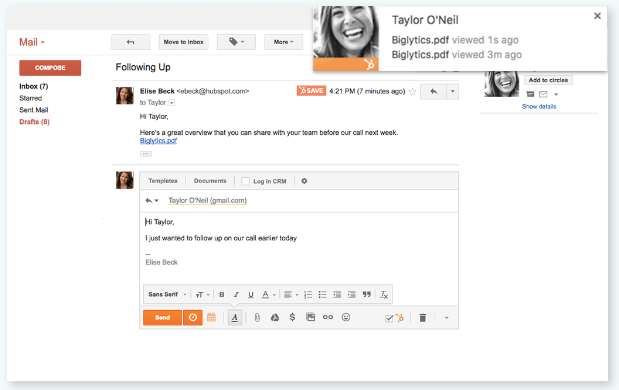 Taylor O'Neil
Biglytics.pdf viewed 1s ago
Biglytics.pdf viewed 3m ago
Mail
Move to Inbox
More
COMPOSE
Following Up
Add to circles
Show details
Inbox (7)
Starred
Sent Mail
Drafts (8)
Elise Beck <ebeck@hubspot.com>
SAVE 4:21 PM (7 minutes ago)
to Taylor
Hi Taylor,
Here's a great overview that you can share with your team before our call next week.
Biglytics.pdf
Templates Documents Log in CRM
Taylor O'Neil (gmail.com)
Hi Taylor,
I just wanted to follow up on our call earlier today
--
Elise Beck
Sans Serif TT B I U A
Send A $